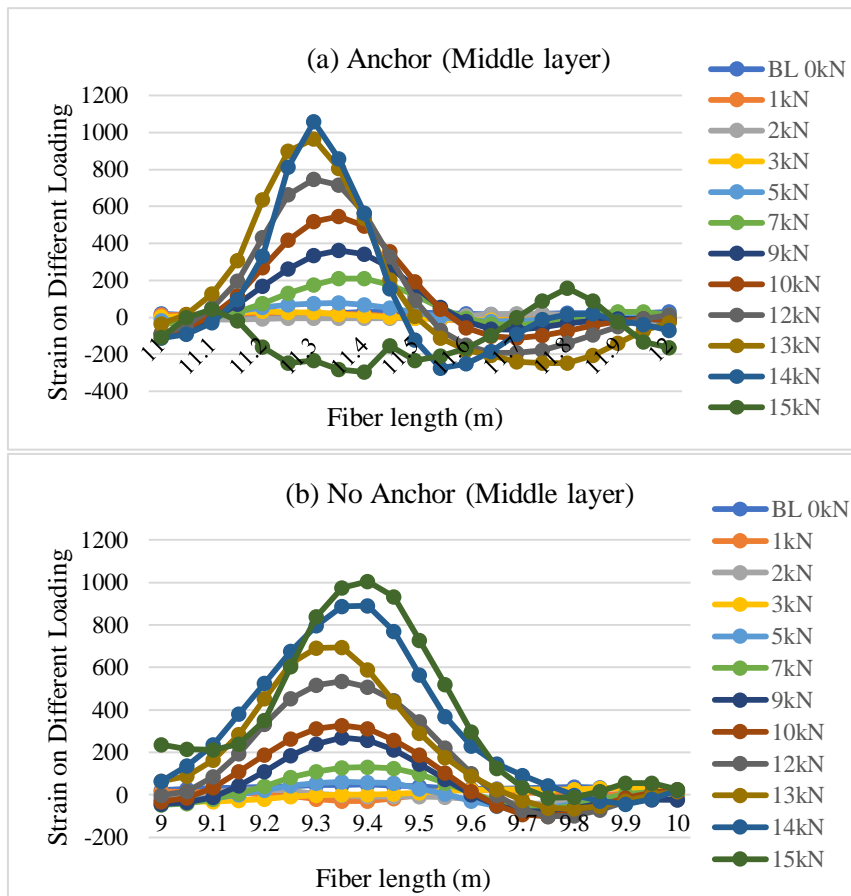 (a) Anchor (Middle layer)
Strain on Different Loading
1200
1000
800
600
400
200
0
-200
-400
11
11.1
11.2
11.3
11.4
11.5
11.6
11.7
11.8
11.9
12
Fiber length (m)
BL 0kN
1kN
2kN
3kN
5kN
7kN
9kN
10kN
12kN
13kN
14kN
15kN
(b) No Anchor (Middle layer)
Strain on Different Loading
1200
1000
800
600
400
200
0
-200
9
9.1
9.2
9.3
9.4
9.5
9.6
9.7
9.8
9.9
10
Fiber length (m)
BL 0kN
1kN
2kN
3kN
5kN
7kN
9kN
10kN
12kN
13kN
14kN
15kN